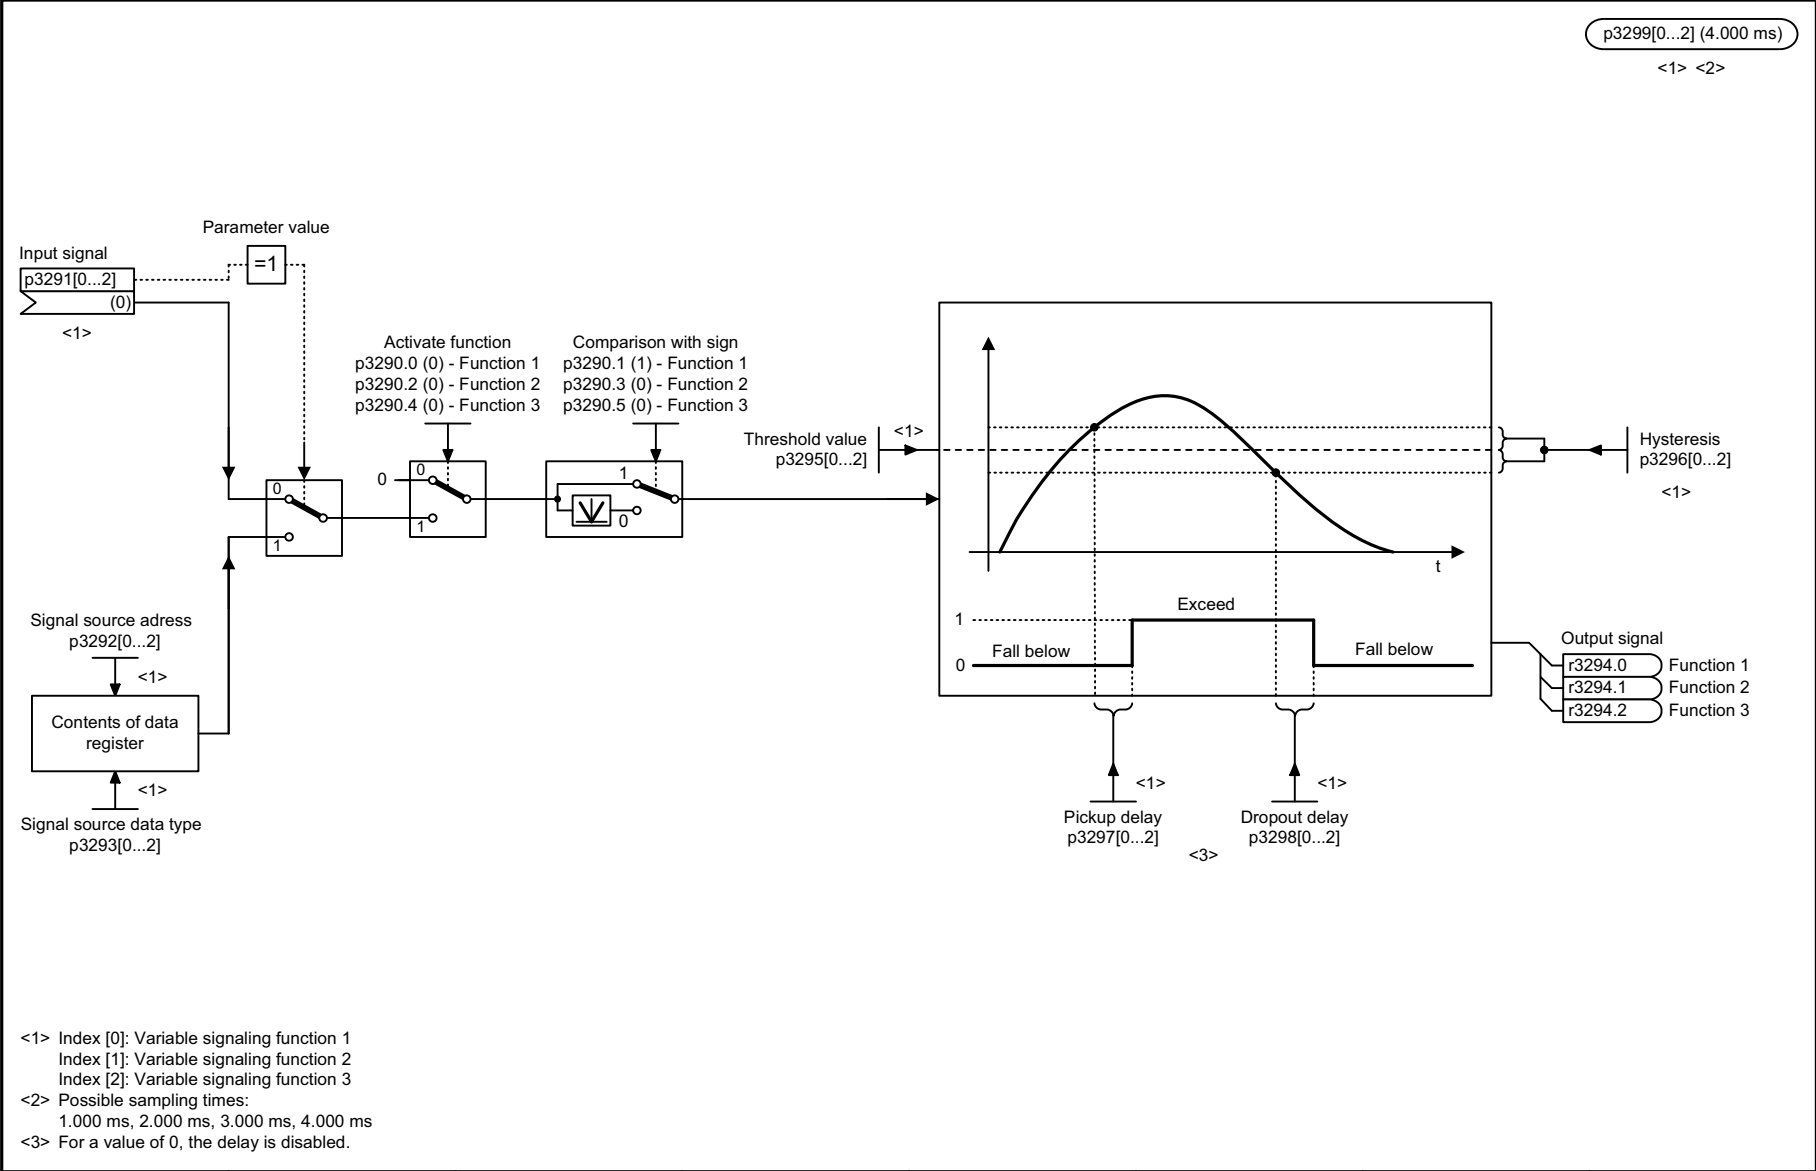 p3299[0...2] (4.000 ms)
<1> <2>
Parameter value
=1
Input signal
p3291[0...2]
(0)
<1>
0
1
Activate function
p3290.0 (0) - Function 1
p3290.2 (0) - Function 2
p3290.4 (0) - Function 3
0
0
1
Comparison with sign
p3290.1 (1) - Function 1
p3290.3 (0) - Function 2
p3290.5 (0) - Function 3
1
0
Threshold value
p3295[0...2]
<1>
t
Hysteresis
p3296[0...2]
<1>
1
Exceed
0
Fall below
Fall below
Output signal
r3294.0 Function 1
r3294.1 Function 2
r3294.2 Function 3
Signal source adress
p3292[0...2]
<1>
Contents of data
register
<1>
Signal source data type
p3293[0...2]
<1>
Pickup delay
p3297[0...2]
<1>
Dropout delay
p3298[0...2]
<3>
<1> Index [0]: Variable signaling function 1
Index [1]: Variable signaling function 2
Index [2]: Variable signaling function 3
<2> Possible sampling times:
1.000 ms, 2.000 ms, 3.000 ms, 4.000 ms
<3> For a value of 0, the delay is disabled.